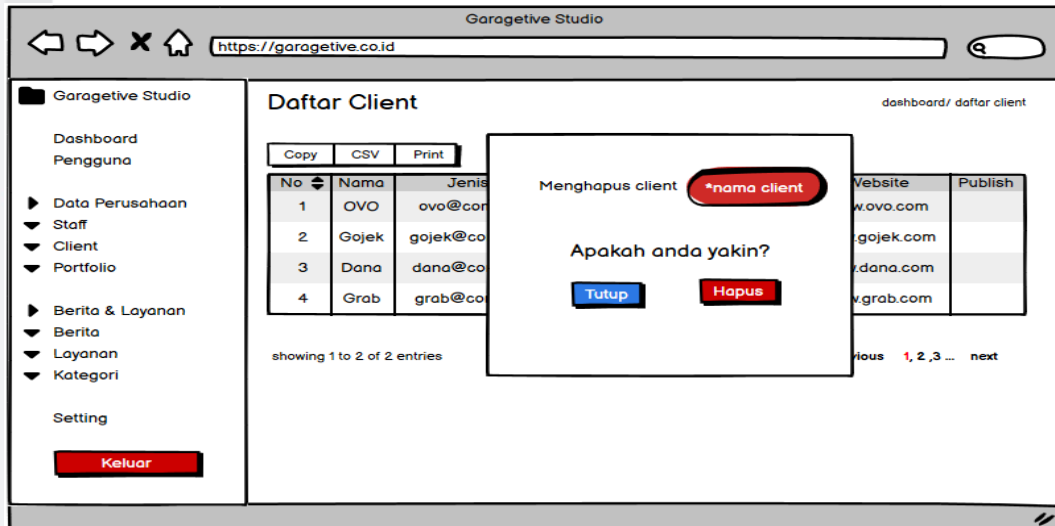 Garagetive Studio
https://garagetive.co.id
Garagetive Studio
Dashboard
Pengguna
Data Perusahaan
Staff
Client
Portfolio
Berita & Layanan
Berita
Layanan
Kategori
Setting
Keluar
Daftar Client
dashboard/ daftar client
Copy CSV Print
No Nama Jenis Website Publish
1 OVO ovo@com w.ovo.com
2 Gojek gojek@co .gojek.com
3 Dana dana@co .dana.com
4 Grab grab@co w.grab.com
showing 1 to 2 of 2 entries
vious 1, 2 ,3 ... next
Menghapus client *nama client
Apakah anda yakin?
Tutup Hapus